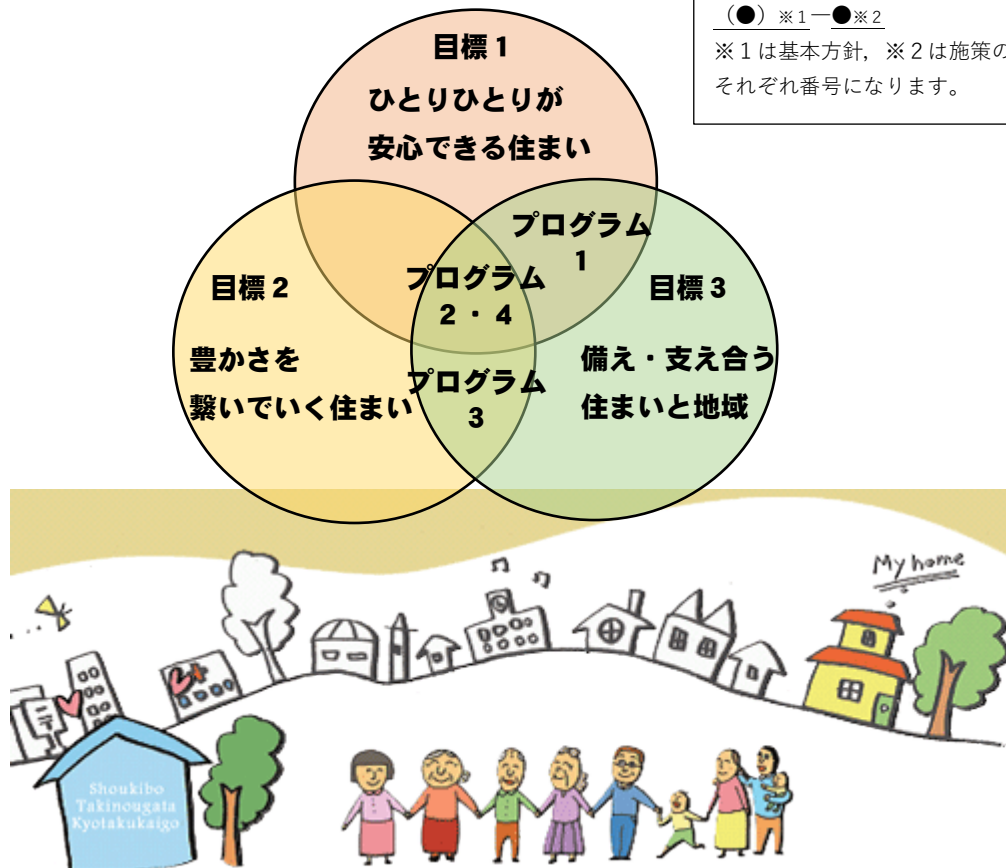 (●)※1―●※2
※1は基本方針,※2は施策の
それぞれ番号になります。
目標1
ひとりひとりが
安心できる住まい
プログラム
1
目標2
豊かさを
繋いでいく住まい
プログラム
2・4
目標3
備え・支え合う
住まいと地域
プログラム
3
My home
Shoukibo
Takinougata
Kyotakukaigo